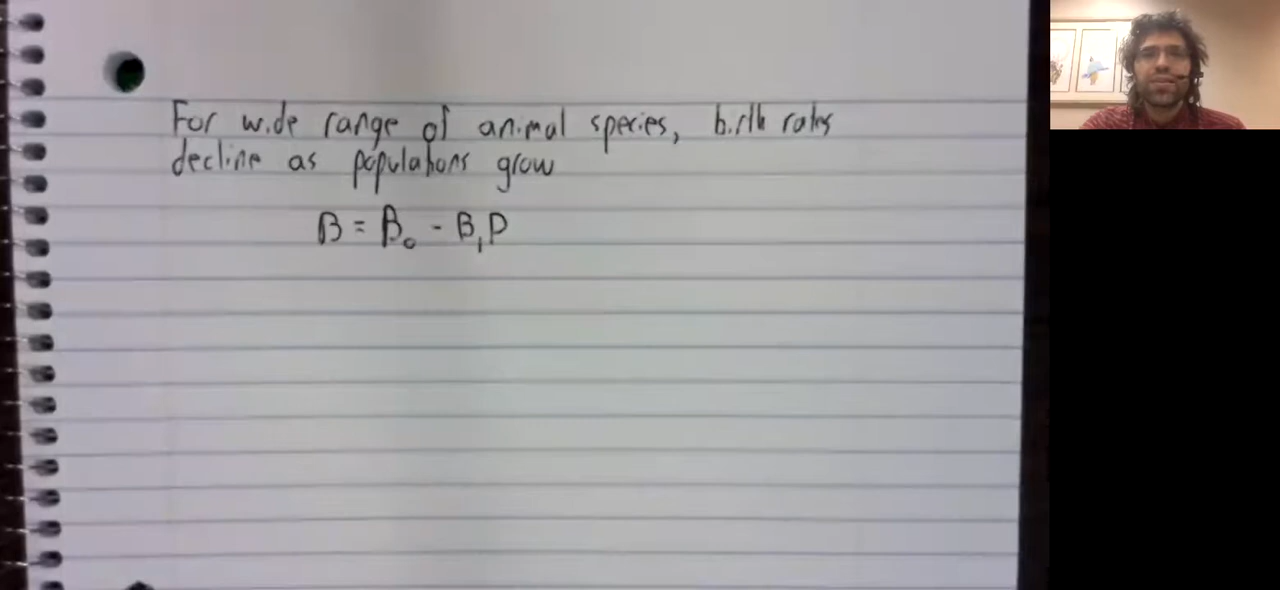 For wide range of animal species, birth rates
decline as populations grow
B = B₀ - B₁P